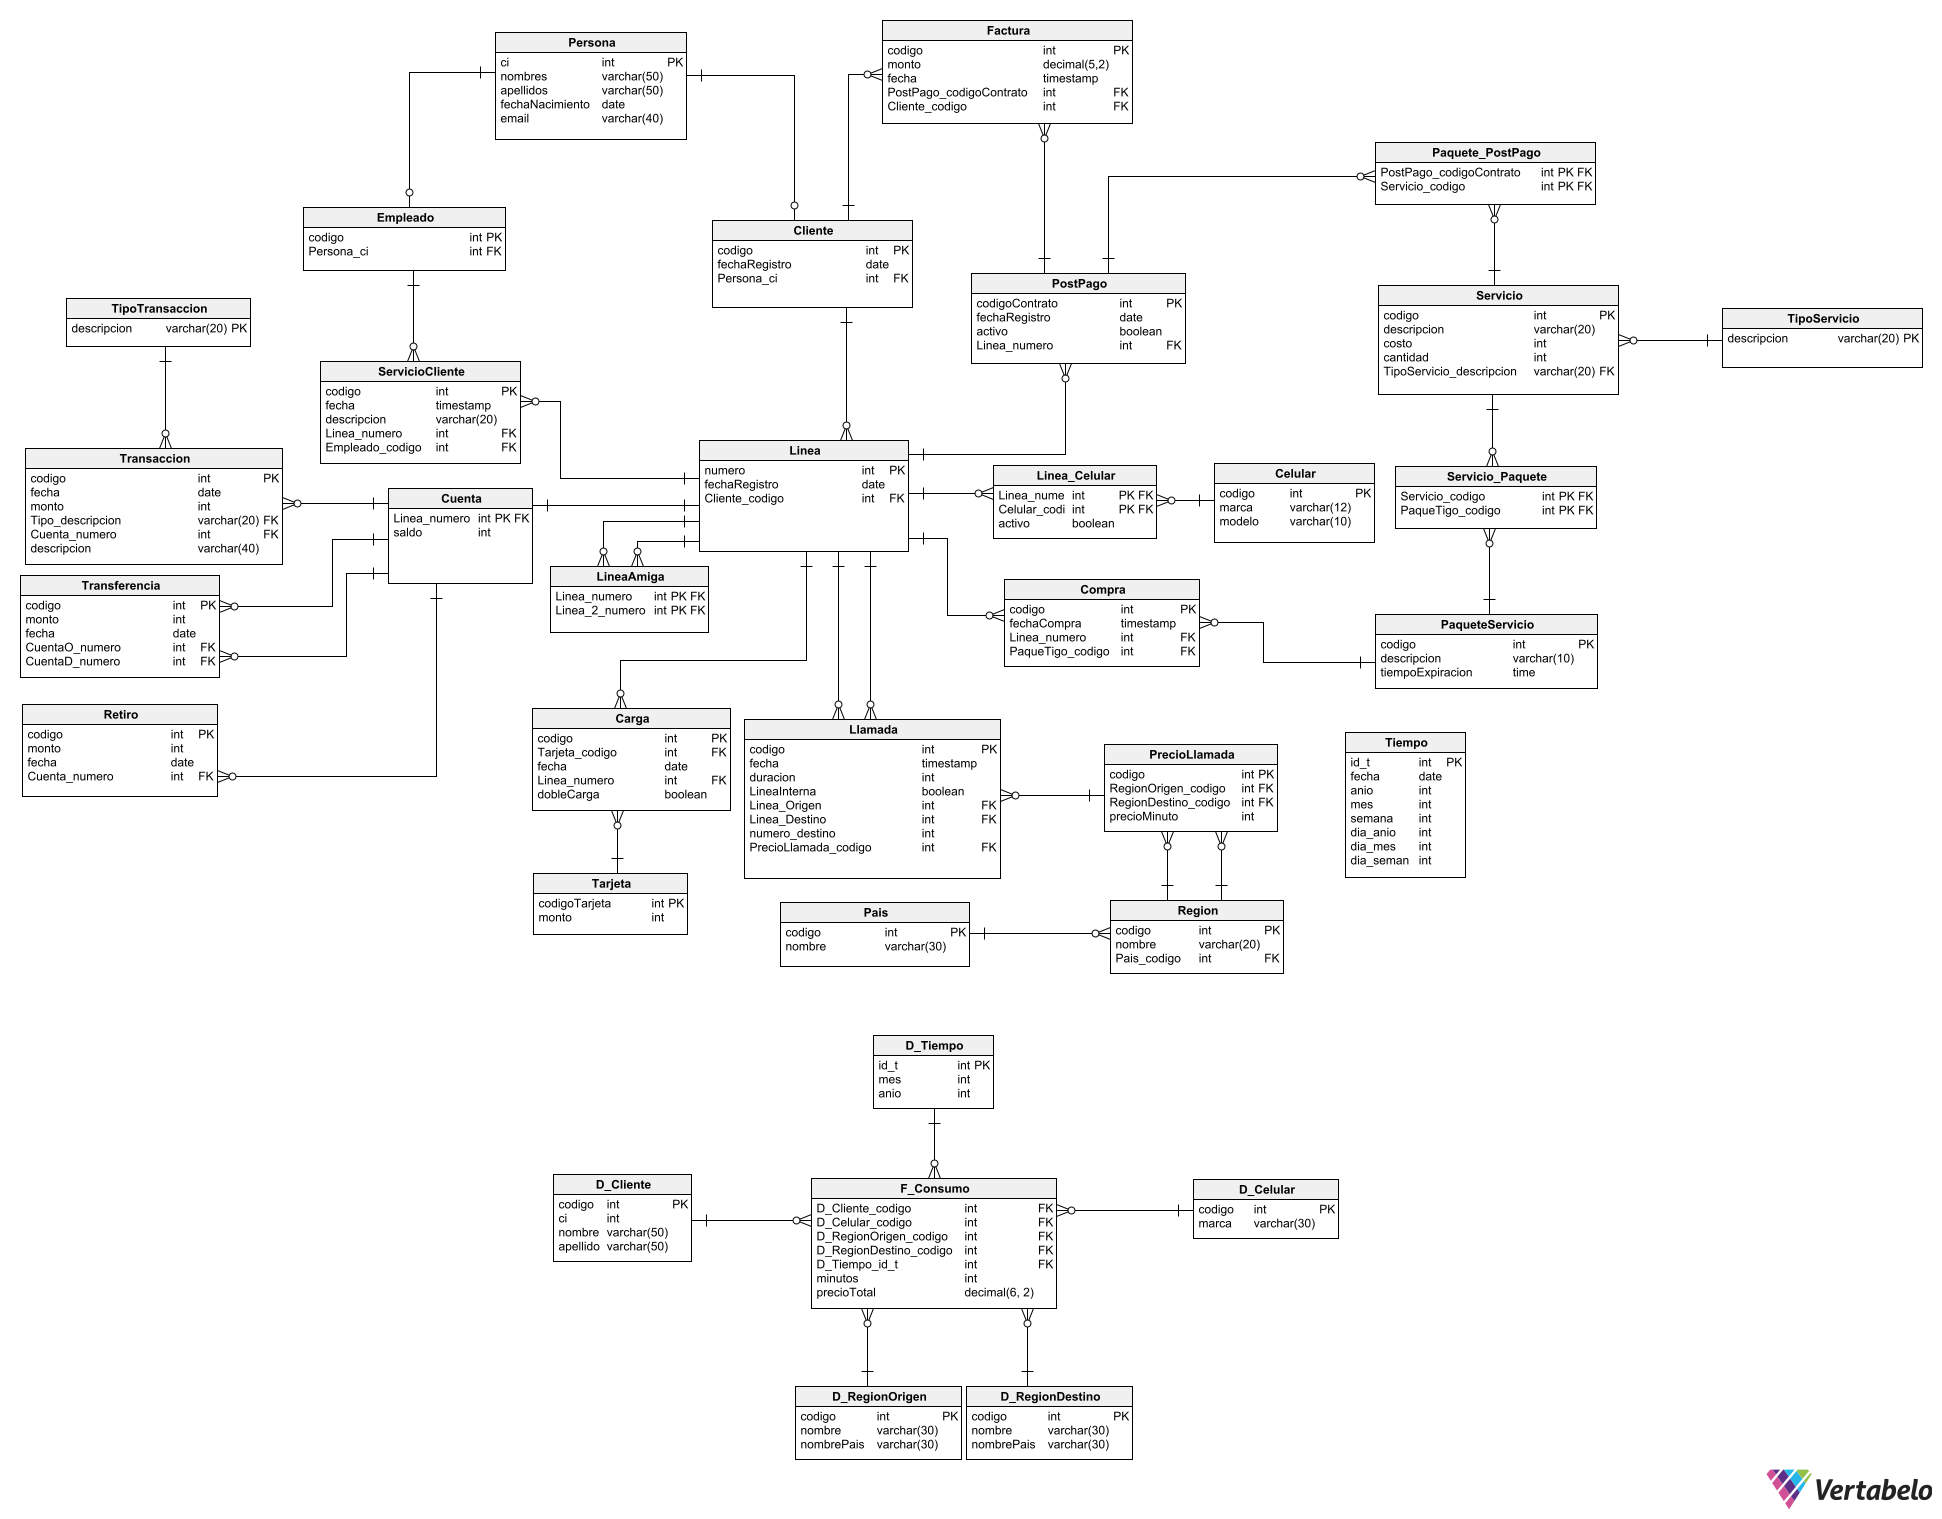 Persona
ci int PK
nombres varchar(50)
apellidos varchar(50)
fechaNacimiento date
email varchar(40)
Factura
codigo int PK
monto decimal(5,2)
fecha timestamp
PostPago_codigoContrato int FK
Cliente_codigo int FK
Paquete_PostPago
PostPago_codigoContrato int PK FK
Servicio_codigo int PK FK
Empleado
codigo int PK
Persona_ci int FK
Cliente
codigo int PK
fechaRegistro date
Persona_ci int FK
PostPago
codigoContrato int PK
fechaRegistro date
activo boolean
Linea_numero int FK
Servicio
codigo int PK
descripcion varchar(20)
costo int
cantidad int
TipoServicio_descripcion varchar(20) FK
TipoServicio
descripcion varchar(20) PK
TipoTransaccion
descripcion varchar(20) PK
ServicioCliente
codigo int PK
fecha timestamp
descripcion varchar(20)
Linea_numero int FK
Empleado_codigo int FK
Transaccion
codigo int PK
fecha date
monto int
Tipo_descripcion varchar(20) FK
Cuenta_numero int FK
descripcion varchar(40)
Cuenta
Linea_numero int PK FK
saldo int
Linea
numero int PK
fechaRegistro date
Cliente_codigo int FK
Linea_Celular
Linea_nume int PK FK
Celular_codi int PK FK
activo boolean
Celular
codigo int PK
marca varchar(12)
modelo varchar(10)
Servicio_Paquete
Servicio_codigo int PK FK
PaqueTigo_codigo int PK FK
Transferencia
codigo int PK
monto int
fecha date
CuentaO_numero int FK
CuentaD_numero int FK
LineaAmiga
Linea_numero int PK FK
Linea_2_numero int PK FK
Compra
codigo int PK
fechaCompra timestamp
Linea_numero int FK
PaqueTigo_codigo int FK
PaqueteServicio
codigo int PK
descripcion varchar(10)
tiempoExpiracion time
Retiro
codigo int PK
monto int
fecha date
Cuenta_numero int FK
Carga
codigo int PK
Tarjeta_codigo int FK
fecha date
Linea_numero int FK
dobleCarga boolean
Llamada
codigo int PK
fecha timestamp
duracion int
LineaInterna boolean
Linea_Origen int FK
Linea_Destino int FK
numero_destino int
PrecioLlamada_codigo int FK
PrecioLlamada
codigo int PK
RegionOrigen_codigo int FK
RegionDestino_codigo int FK
precioMinuto int
Tiempo
id_t int PK
fecha date
anio int
mes int
semana int
dia_anio int
dia_mes int
dia_seman int
Tarjeta
codigoTarjeta int PK
monto int
Pais
codigo int PK
nombre varchar(30)
Region
codigo int PK
nombre varchar(20)
Pais_codigo int FK
D_Tiempo
id_t int PK
mes int
anio int
D_Cliente
codigo int PK
ci int
nombre varchar(50)
apellido varchar(50)
F_Consumo
D_Cliente_codigo int FK
D_Celular_codigo int FK
D_RegionOrigen_codigo int FK
D_RegionDestino_codigo int FK
D_Tiempo_id_t int FK
minutos int
precioTotal decimal(6, 2)
D_Celular
codigo int PK
marca varchar(30)
D_RegionOrigen
codigo int PK
nombre varchar(30)
nombrePais varchar(30)
D_RegionDestino
codigo int PK
nombre varchar(30)
nombrePais varchar(30)
Vertabelo